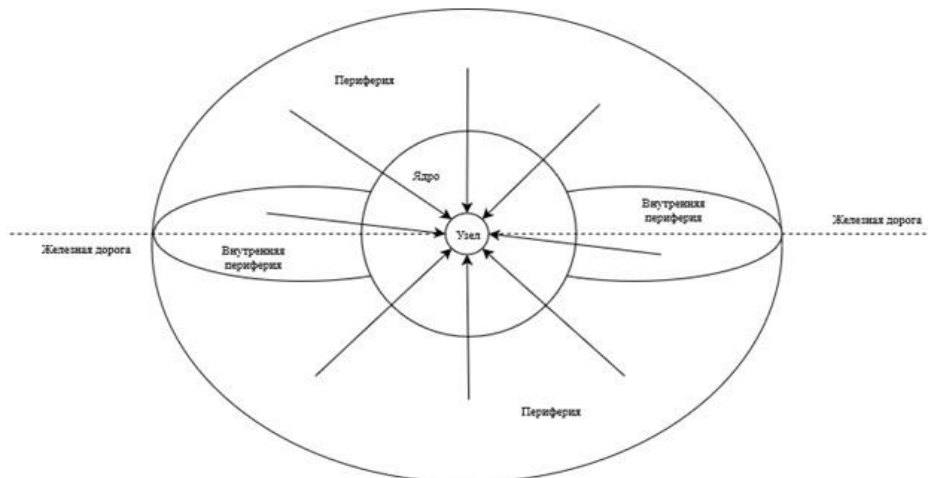 Периферия
Ядро
Внутренняя
периферия
Железная дорога
Узел
Железная дорога
Внутренняя
периферия
Периферия